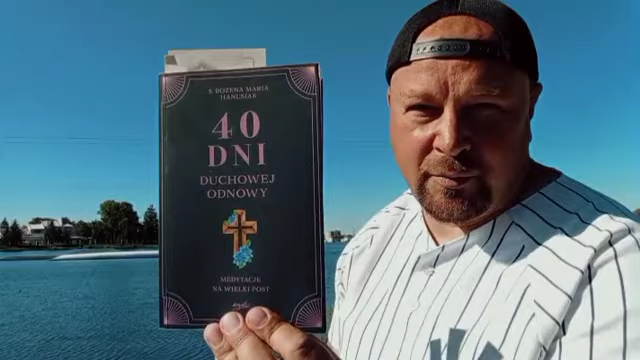 S. BOŻENA MARIA
HANUSIAK
40
DNI
DUCHOWEJ
ODNOWY
MEDYTACJE
NA WIELKI POST